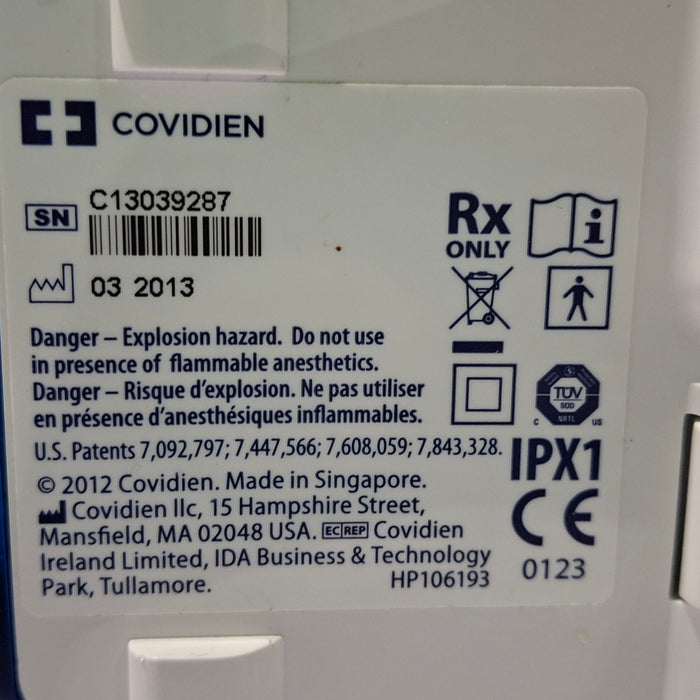 COVIDIEN
SN C13039287
03 2013
Rx
ONLY
i
Danger – Explosion hazard. Do not use
in presence of flammable anesthetics.
Danger – Risque d'explosion. Ne pas utiliser
en présence d'anesthésiques inflammables.
TÜV
SÜD
NRTL
C US
U.S. Patents 7,092,797; 7,447,566; 7,608,059; 7,843,328.
IPX1
© 2012 Covidien. Made in Singapore.
Covidien llc, 15 Hampshire Street,
Mansfield, MA 02048 USA. EC REP Covidien
Ireland Limited, IDA Business & Technology
Park, Tullamore.
HP106193
CE
0123